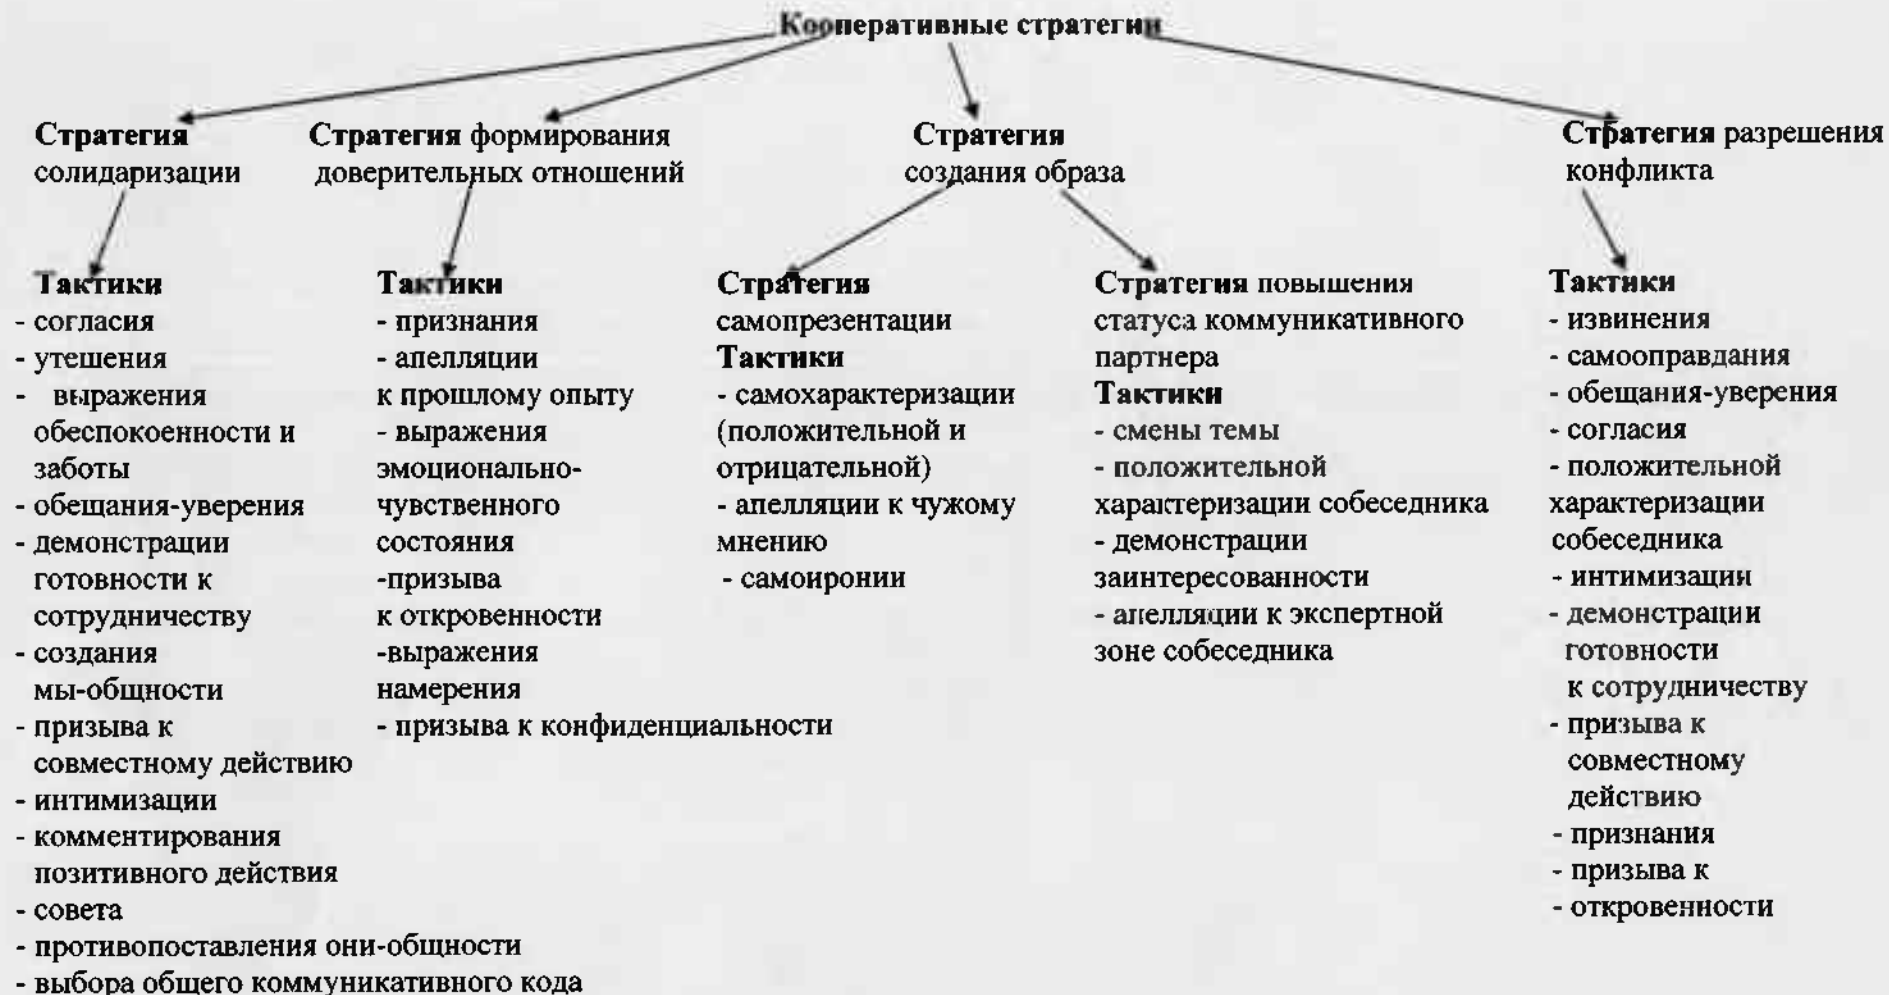 Кооперативные стратегии
Стратегия
солидаризации
Стратегия формирования
доверительных отношений
Стратегия
создания образа
Стратегия разрешения
конфликта
Тактики
- согласия
- утешения
- выражения
обеспокоенности и
заботы
- обещания-уверения
- демонстрации
готовности к
сотрудничеству
- создания
мы-общности
- призыва к
совместному действию
- интимизации
- комментирования
позитивного действия
- совета
- противопоставления они-общности
- выбора общего коммуникативного кода
Тактики
- признания
- апелляции
к прошлому опыту
- выражения
эмоционально-
чувственного
состояния
-призыва
к откровенности
-выражения
намерения
- призыва к конфиденциальности
Стратегия
самопрезентации
Тактики
- самохарактеризации
(положительной и
отрицательной)
- апелляции к чужому
мнению
- самоиронии
Стратегия повышения
статуса коммуникативного
партнера
Тактики
- смены темы
- положительной
характеризации собеседника
- демонстрации
заинтересованности
- апелляции к экспертной
зоне собеседника
Тактики
- извинения
- самооправдания
- обещания-уверения
- согласия
- положительной
характеризации
собеседника
- интимизации
- демонстрации
готовности
к сотрудничеству
- призыва к
совместному
действию
- признания
- призыва к
- откровенности